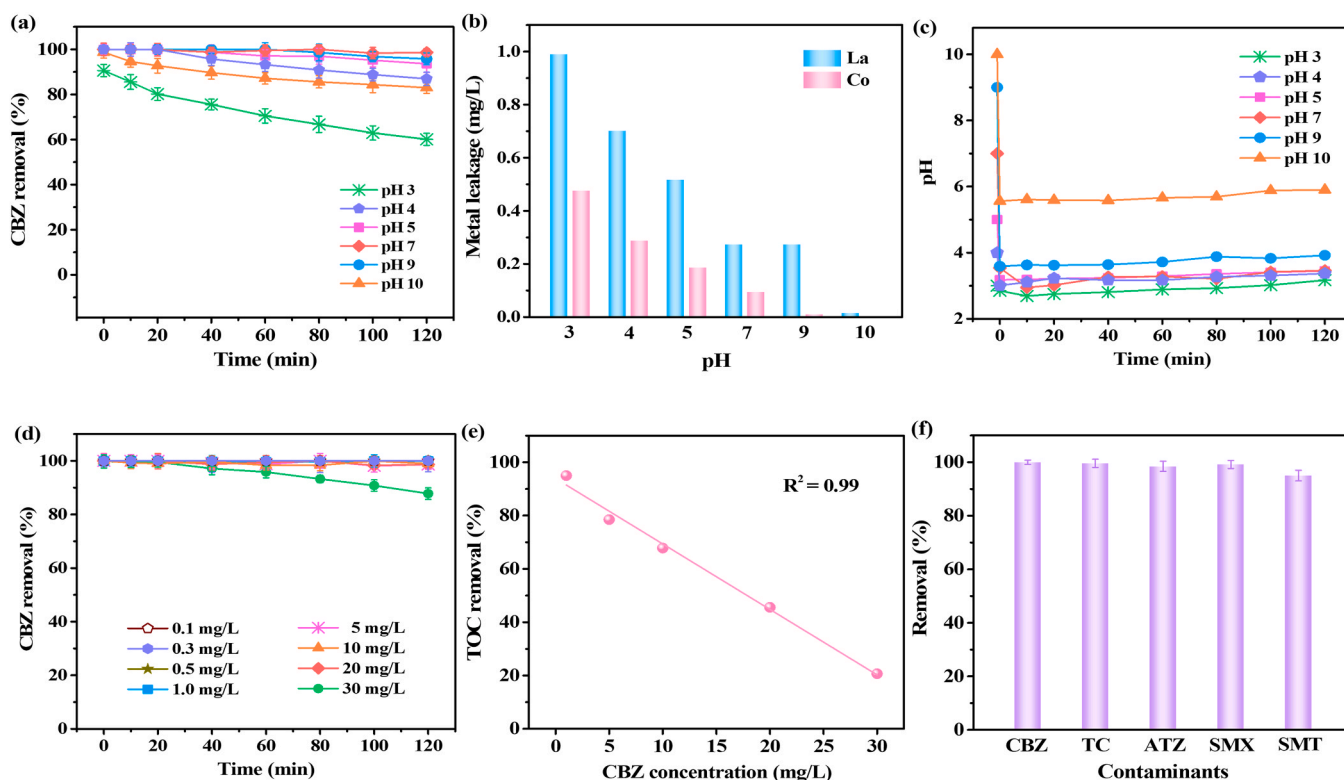 (a)
CBZ removal (%)
100
80
60
40
20
0
pH 3
pH 4
pH 5
pH 7
pH 9
pH 10
0 20 40 60 80 100 120
Time (min)
(b)
Metal leakage (mg/L)
1.0
0.8
0.6
0.4
0.2
0.0
La
Co
3 4 5 7 9 10
pH
(c)
pH
10
8
6
4
2
pH 3
pH 4
pH 5
pH 7
pH 9
pH 10
0 20 40 60 80 100 120
Time (min)
(d)
CBZ removal (%)
100
80
60
40
20
0
0.1 mg/L
0.3 mg/L
0.5 mg/L
1.0 mg/L
5 mg/L
10 mg/L
20 mg/L
30 mg/L
0 20 40 60 80 100 120
Time (min)
(e)
TOC removal (%)
100
80
60
40
20
0
R² = 0.99
0 5 10 15 20 25 30
CBZ concentration (mg/L)
(f)
Removal (%)
100
80
60
40
20
0
CBZ TC ATZ SMX SMT
Contaminants